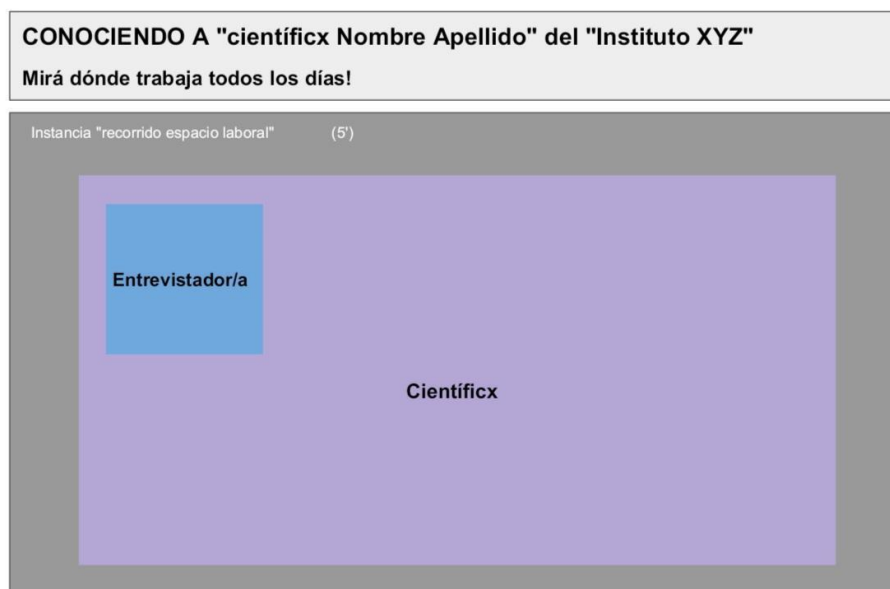 CONOCIENDO A "científicx Nombre Apellido" del "Instituto XYZ"
Mirá dónde trabaja todos los días!
Instancia "recorrido espacio laboral" (5')
Entrevistador/a
Científicx